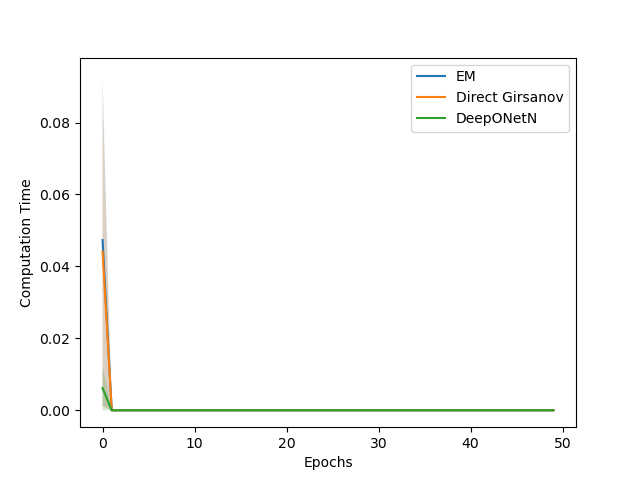 EM
Direct Girsanov
DeepONetN
0.08
0.06
0.04
0.02
0.00
Computation Time
0 10 20 30 40 50
Epochs